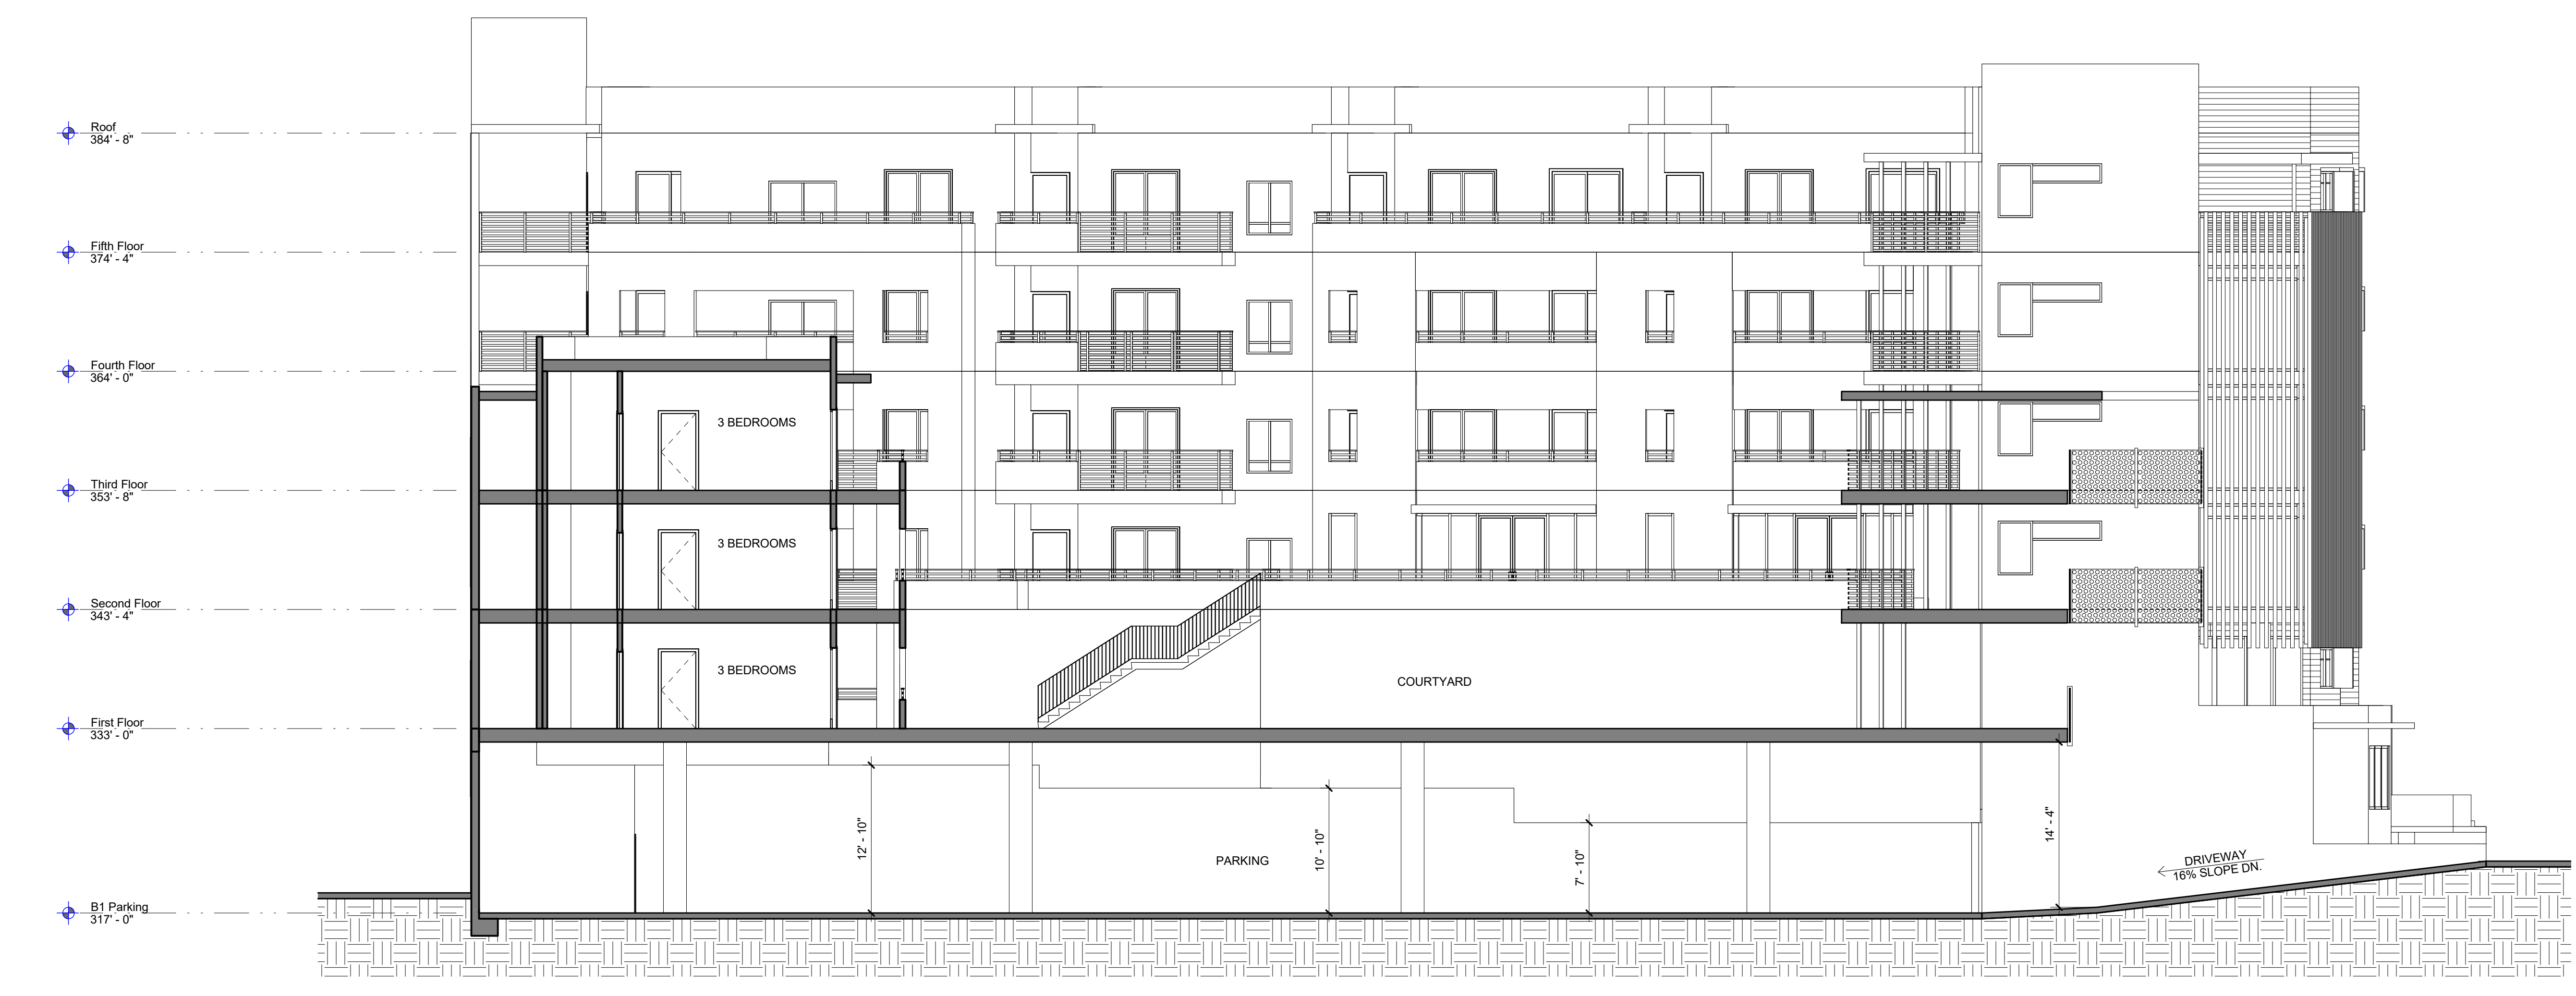 Roof
384' - 8"
Fifth Floor
374' - 4"
Fourth Floor
364' - 0"
3 BEDROOMS
Third Floor
353' - 8"
3 BEDROOMS
Second Floor
343' - 4"
3 BEDROOMS
COURTYARD
First Floor
333' - 0"
12' - 10"
10' - 10"
7' - 10"
14' - 4"
PARKING
DRIVEWAY
16% SLOPE DN.
B1 Parking
317' - 0"